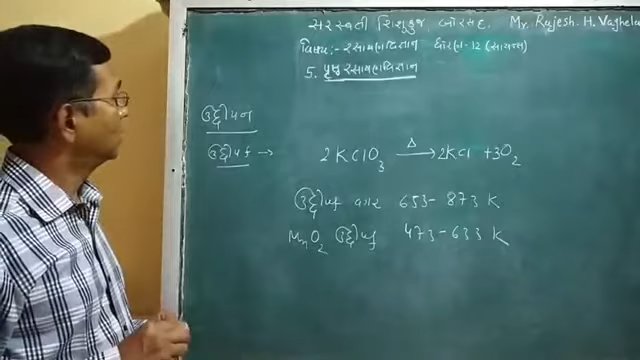 સરસ્વતી શિશુકુંજ, બોરસદ. Mr. Rajesh. H. Vaghela
વિષય :- રસાયણવિજ્ઞાન ધોરણ-12 (સાયન્સ)
5. પૃષ્ઠ રસાયણવિજ્ઞાન
ઉદ્દીપન
ઉદ્દીપક → 2KClO3 Δ→ 2KCl + 3O2
ઉદ્દીપક વગર 653 - 873 K
MnO2 ઉદ્દીપક 473 - 633 K